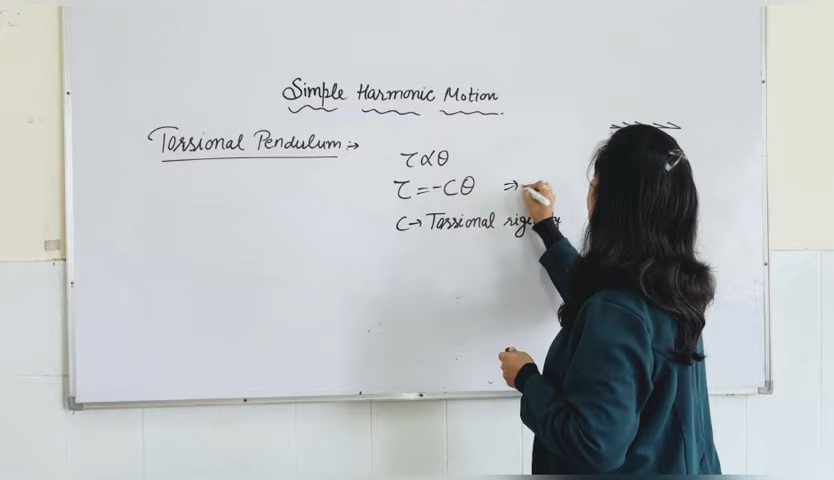 Simple Harmonic Motion
Torsional Pendulum :→
τ ∝ θ
τ = -Cθ ⇒
C → Torsional